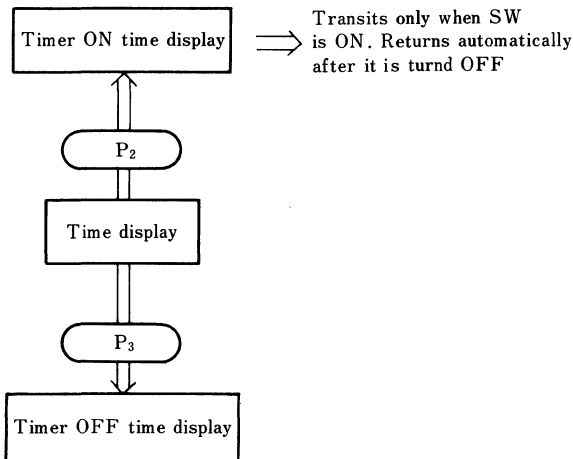 Timer ON time display
Transits only when SW
is ON. Returns automatically
after it is turnd OFF
P2
Time display
P3
Timer OFF time display